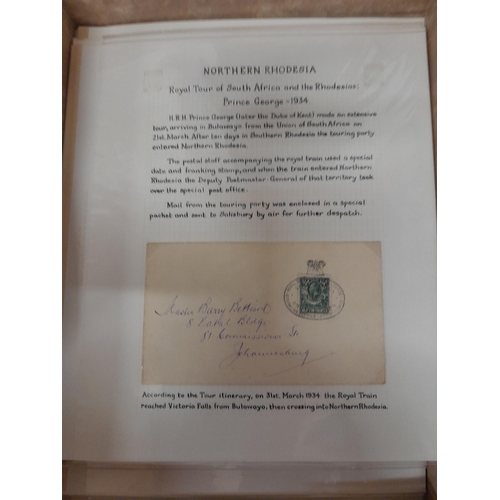 NORTHERN RHODESIA
Royal Tour of South Africa and the Rhodesias:
Prince George - 1934.
H.R.H. Prince George (later the Duke of Kent) made an extensive
tour, arriving in Bulawayo from the Union of South Africa on
21st. March. After ten days in Southern Rhodesia the touring party
entered Northern Rhodesia.
The postal staff accompanying the royal train used a special
date and franking stamp, and when the train entered Northern
Rhodesia the Deputy Postmaster General of that territory took
over the special post office.
Mail from the touring party was enclosed in a special
packet and sent to Salisbury by air for further despatch.
Barry
8
Bldgs
81 Commissioner St
Johannesburg
According to the Tour itinerary, on 31st. March 1934 the Royal Train
reached Victoria Falls from Bulawayo, then crossing into Northern Rhodesia.